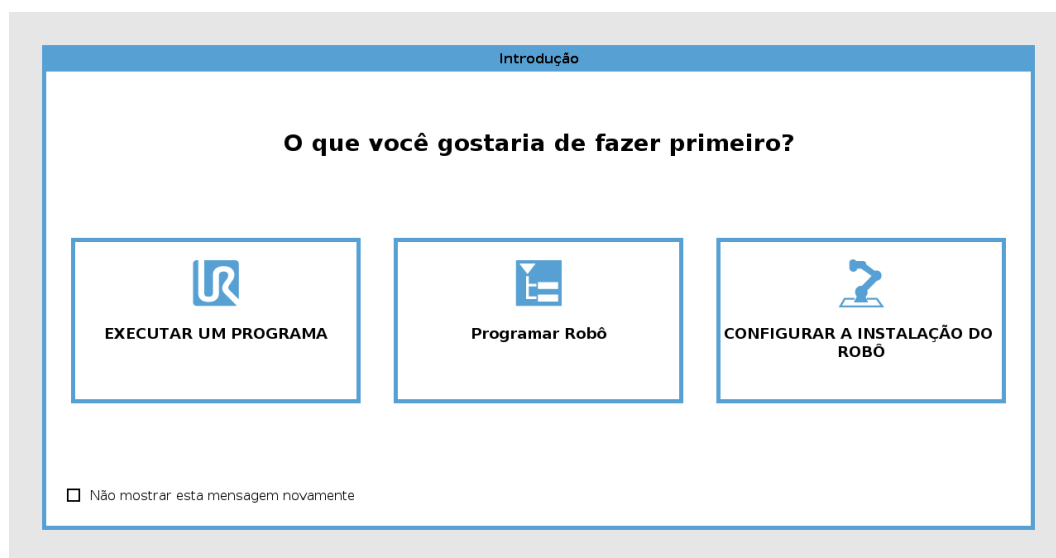 Introdução
O que você gostaria de fazer primeiro?
EXECUTAR UM PROGRAMA
Programar Robô
CONFIGURAR A INSTALAÇÃO DO
ROBÔ
Não mostrar esta mensagem novamente